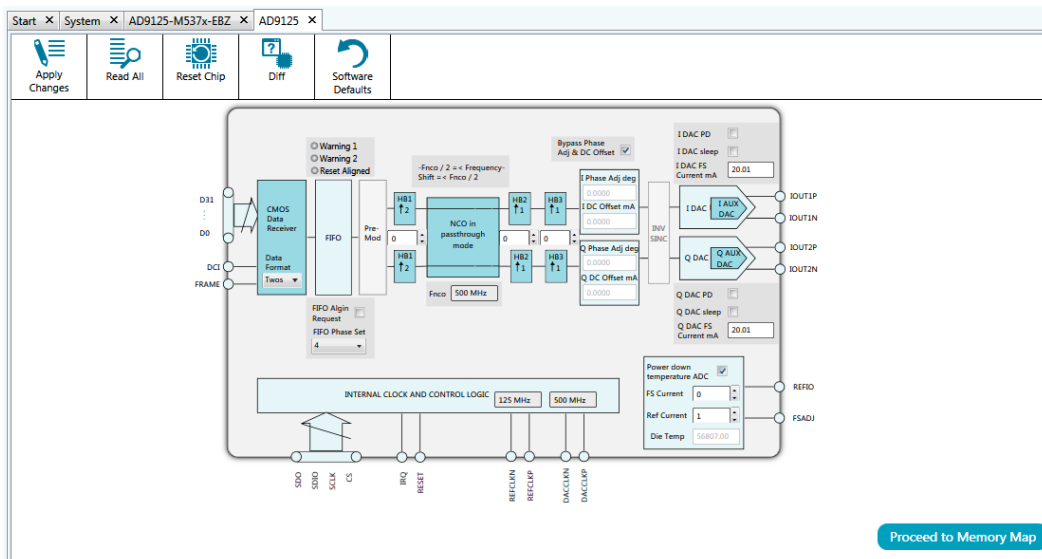 Start × System × AD9125-M537x-EBZ × AD9125 ×
Apply
Changes
Read All
Reset Chip
Diff
Software
Defaults
Warning 1
Warning 2
Reset Aligned
-Fnco / 2 =< Frequency-
Shift =< Fnco / 2
Bypass Phase
Adj & DC Offset
I DAC PD
I DAC sleep
I DAC FS
Current mA
20.01
D31
D0
DCI
FRAME
CMOS
Data
Receiver
Data
Format
Twos
FIFO
Pre-
Mod
HB1
↑2
0
HB1
↑2
NCO in
passthrough
mode
Fnco 500 MHz
HB2
↑1
0
HB2
↑1
HB3
↑1
0
HB3
↑1
I Phase Adj deg
0.0000
I DC Offset mA
0.0000
Q Phase Adj deg
0.0000
Q DC Offset mA
0.0000
INV
SINC
I DAC
I AUX
DAC
Q DAC
Q AUX
DAC
IOUT1P
IOUT1N
IOUT2P
IOUT2N
FIFO Algin
Request
FIFO Phase Set
4
Q DAC PD
Q DAC sleep
Q DAC FS
Current mA
20.01
INTERNAL CLOCK AND CONTROL LOGIC 125 MHz 500 MHz
Power down
temperature ADC
FS Current 0
Ref Current 1
Die Temp 56807.00
REFIO
FSADJ
SDO
SDIO
SCLK
CS
IRQ
RESET
REFCLKN
REFCLKP
DACCLKN
DACCLKP
Proceed to Memory Map